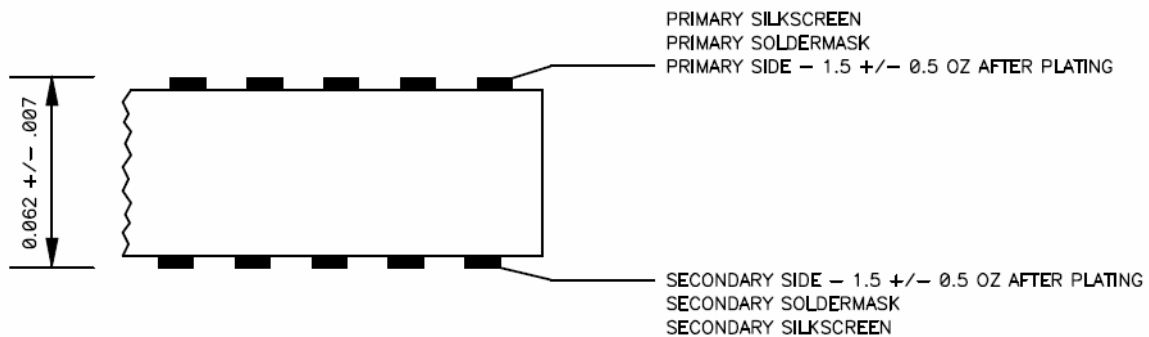 PRIMARY SILKSCREEN
PRIMARY SOLDERMASK
PRIMARY SIDE – 1.5 +/– 0.5 OZ AFTER PLATING
0.062 +/– .007
SECONDARY SIDE – 1.5 +/– 0.5 OZ AFTER PLATING
SECONDARY SOLDERMASK
SECONDARY SILKSCREEN